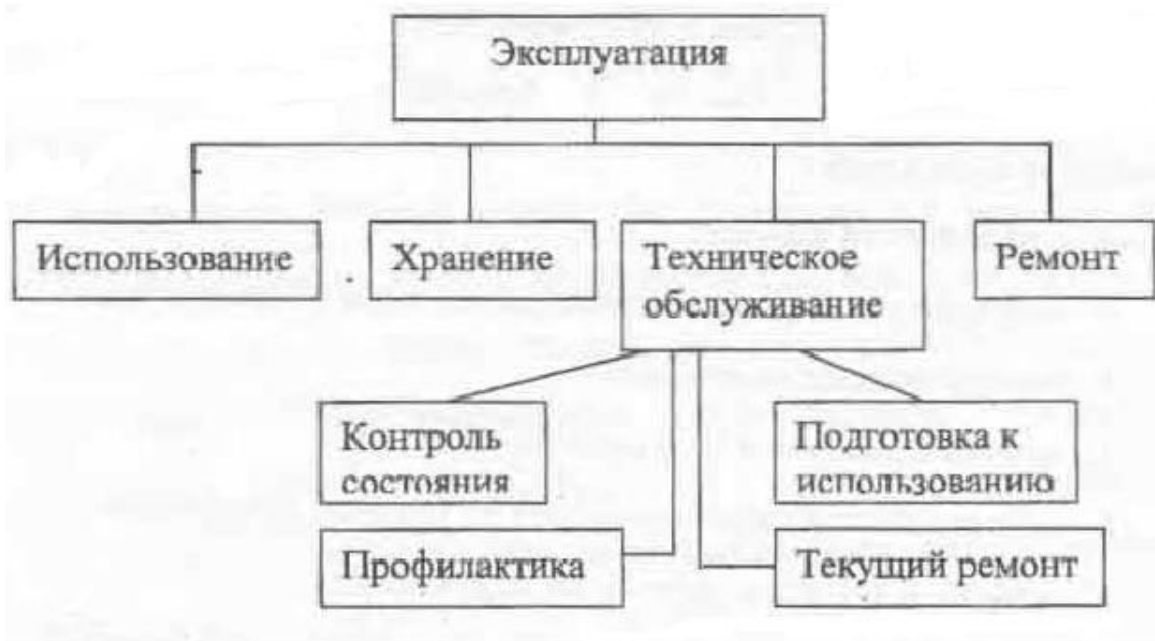 Эксплуатация
Использование
Хранение
Техническое
обслуживание
Ремонт
Контроль
состояния
Подготовка к
использованию
Профилактика
Текущий ремонт